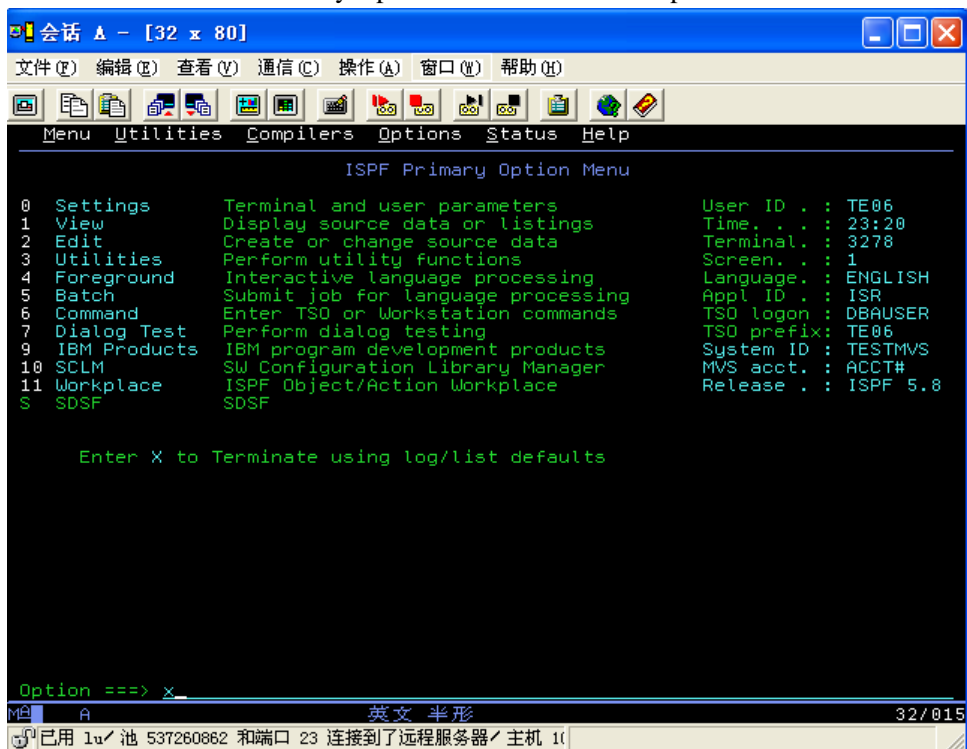 会话 A - [32 x 80]
文件(F) 编辑(E) 查看(V) 通信(C) 操作(A) 窗口(W) 帮助(H)
Menu Utilities Compilers Options Status Help
ISPF Primary Option Menu
0 Settings Terminal and user parameters User ID . : TE06
1 View Display source data or listings Time. . . : 23:20
2 Edit Create or change source data Terminal. : 3278
3 Utilities Perform utility functions Screen. . : 1
4 Foreground Interactive language processing Language. : ENGLISH
5 Batch Submit job for language processing Appl ID . : ISR
6 Command Enter TSO or Workstation commands TSO logon : DBAUSER
7 Dialog Test Perform dialog testing TSO prefix: TE06
9 IBM Products IBM program development products System ID : TESTMVS
10 SCLM SW Configuration Library Manager MVS acct. : ACCT#
11 Workplace ISPF Object/Action Workplace Release . : ISPF 5.8
S SDSF SDSF
Enter X to Terminate using log/list defaults
Option ===> x
MA A 英文 半形 32/015
已用 lu/池 537260862 和端口 23 连接到了远程服务器/主机 1(